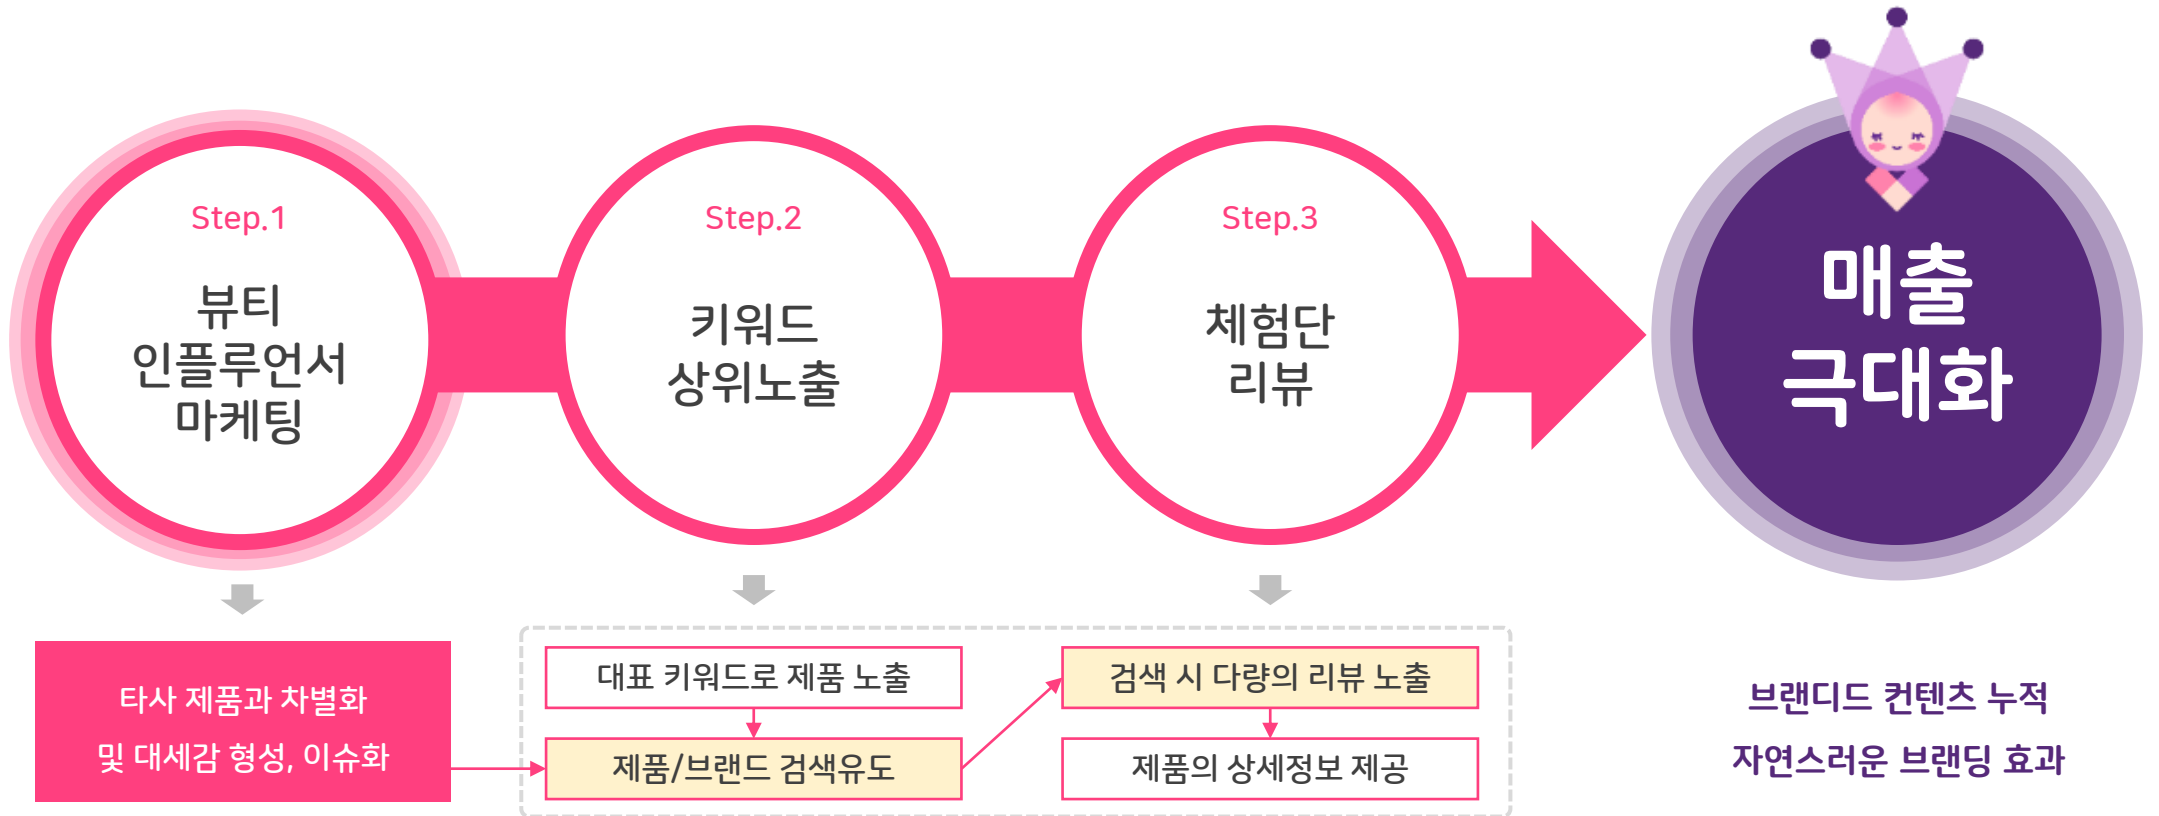 Step.1
뷰티
인플루언서
마케팅
Step.2
키워드
상위노출
Step.3
체험단
리뷰
매출
극대화
타사 제품과 차별화
및 대세감 형성, 이슈화
대표 키워드로 제품 노출
제품/브랜드 검색유도
검색 시 다량의 리뷰 노출
제품의 상세정보 제공
브랜디드 컨텐츠 누적
자연스러운 브랜딩 효과